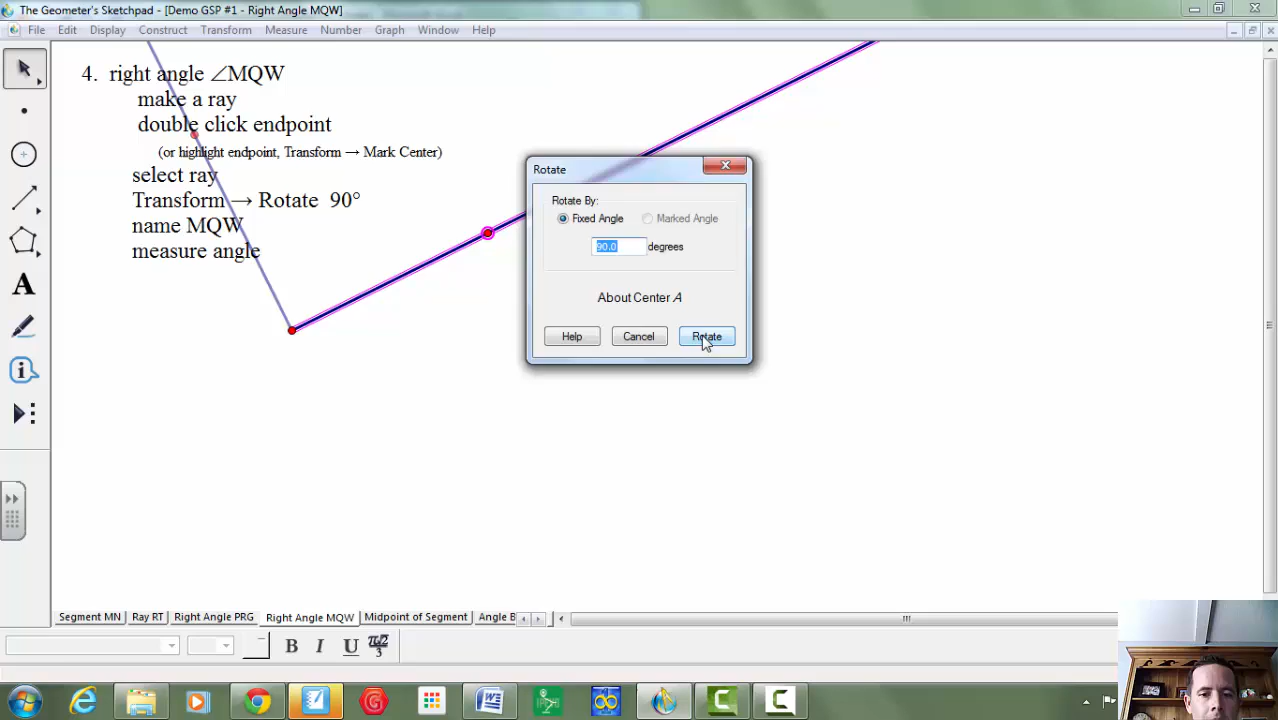 The Geometer's Sketchpad - [Demo GSP #1 - Right Angle MQW]
File Edit Display Construct Transform Measure Number Graph Window Help
4. right angle ∠MQW
make a ray
double click endpoint
(or highlight endpoint, Transform → Mark Center)
select ray
Transform → Rotate 90°
name MQW
measure angle
Rotate
Rotate By:
Fixed Angle Marked Angle
90.0 degrees
About Center A
Help Cancel Rotate
A
Segment MN Ray RT Right Angle PRG Right Angle MQW Midpoint of Segment Angle B
B I U